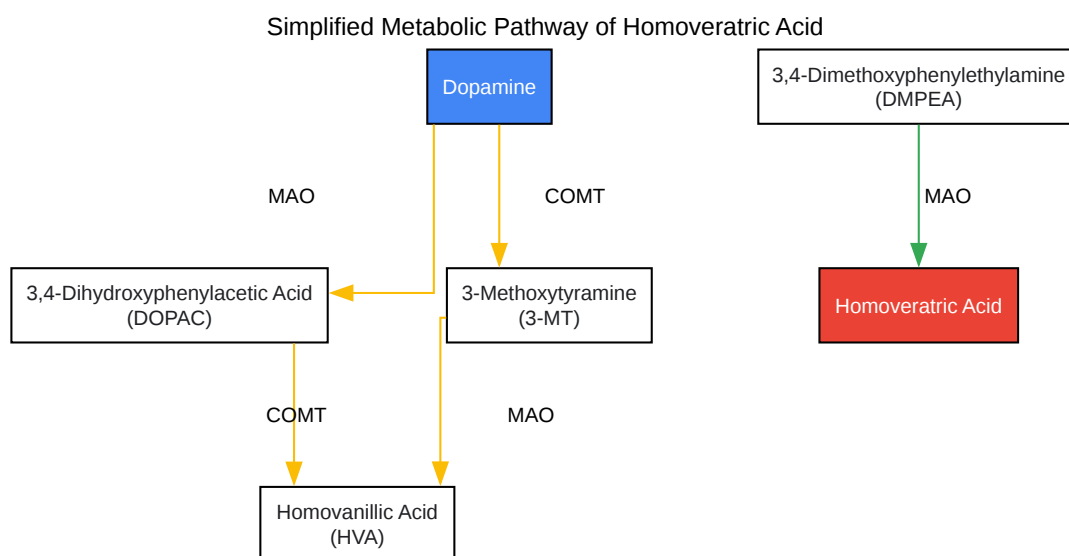 Simplified Metabolic Pathway of Homoveratric Acid
Dopamine
3,4-Dimethoxyphenylethylamine
(DMPEA)
MAO
COMT
MAO
3,4-Dihydroxyphenylacetic Acid
(DOPAC)
3-Methoxytyramine
(3-MT)
Homoveratric Acid
COMT
MAO
Homovanillic Acid
(HVA)